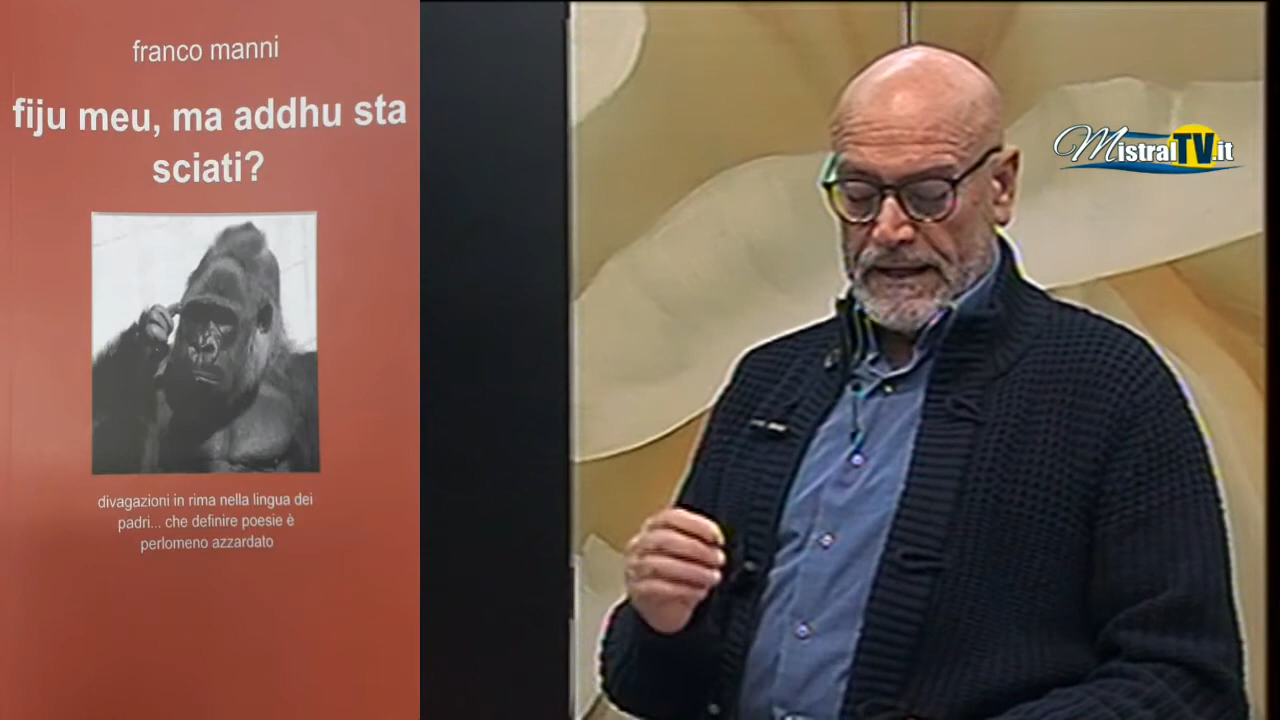 franco manni
fiju meu, ma addhu sta
sciati?
divagazioni in rima nella lingua dei
padri... che definire poesie è
perlomeno azzardato
MistralTV.it